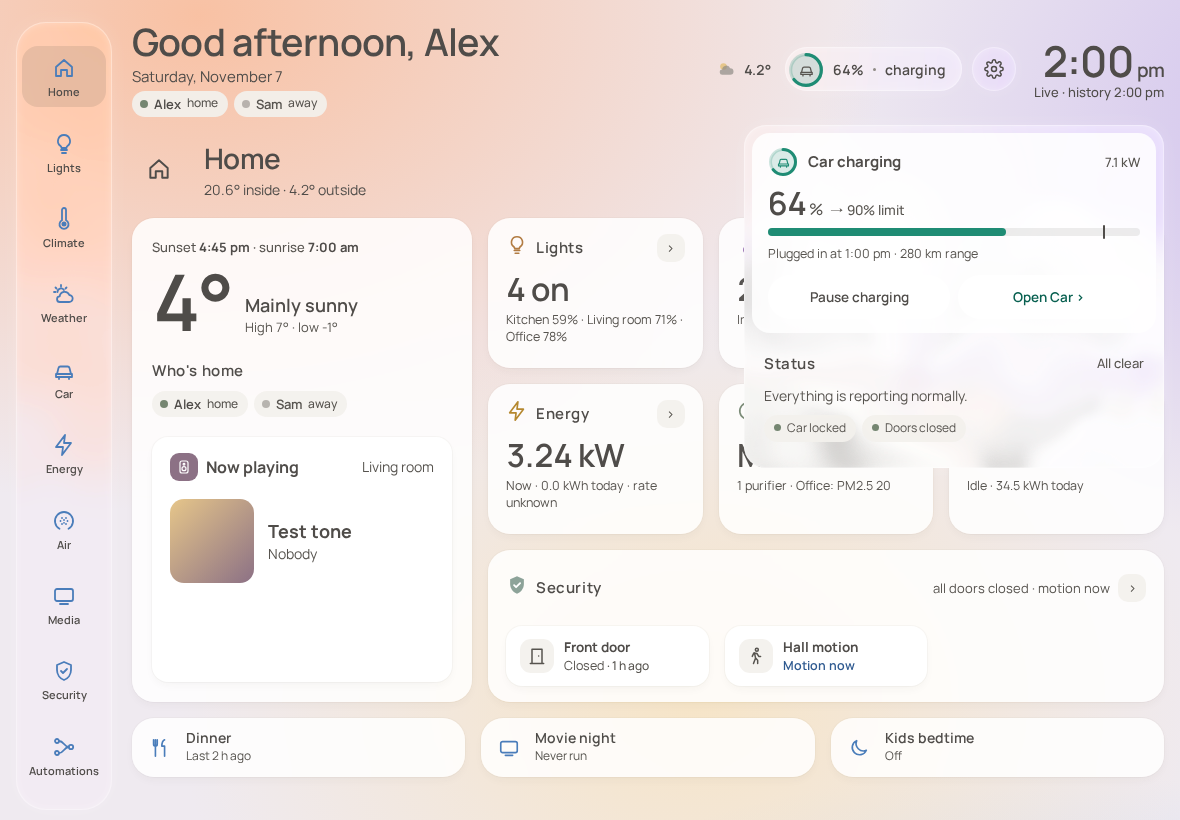 Good afternoon, Alex
Saturday, November 7
Alex home
Sam away
4.2°
64% • charging
2:00 pm
Live · history 2:00 pm
Home
Lights
Climate
Weather
Car
Energy
Air
Media
Security
Automations
Home
20.6° inside · 4.2° outside
Sunset 4:45 pm · sunrise 7:00 am
4°
Mainly sunny
High 7° · low -1°
Who's home
Alex home
Sam away
Now playing
Living room
Test tone
Nobody
Lights
4 on
Kitchen 59% · Living room 71% ·
Office 78%
Energy
3.24 kW
Now · 0.0 kWh today · rate
unknown
Car charging
7.1 kW
64% → 90% limit
Plugged in at 1:00 pm · 280 km range
Pause charging
Open Car ›
Status
All clear
Everything is reporting normally.
Car locked
Doors closed
1 purifier · Office: PM2.5 20
Idle · 34.5 kWh today
Security
all doors closed · motion now
Front door
Closed · 1 h ago
Hall motion
Motion now
Dinner
Last 2 h ago
Movie night
Never run
Kids bedtime
Off